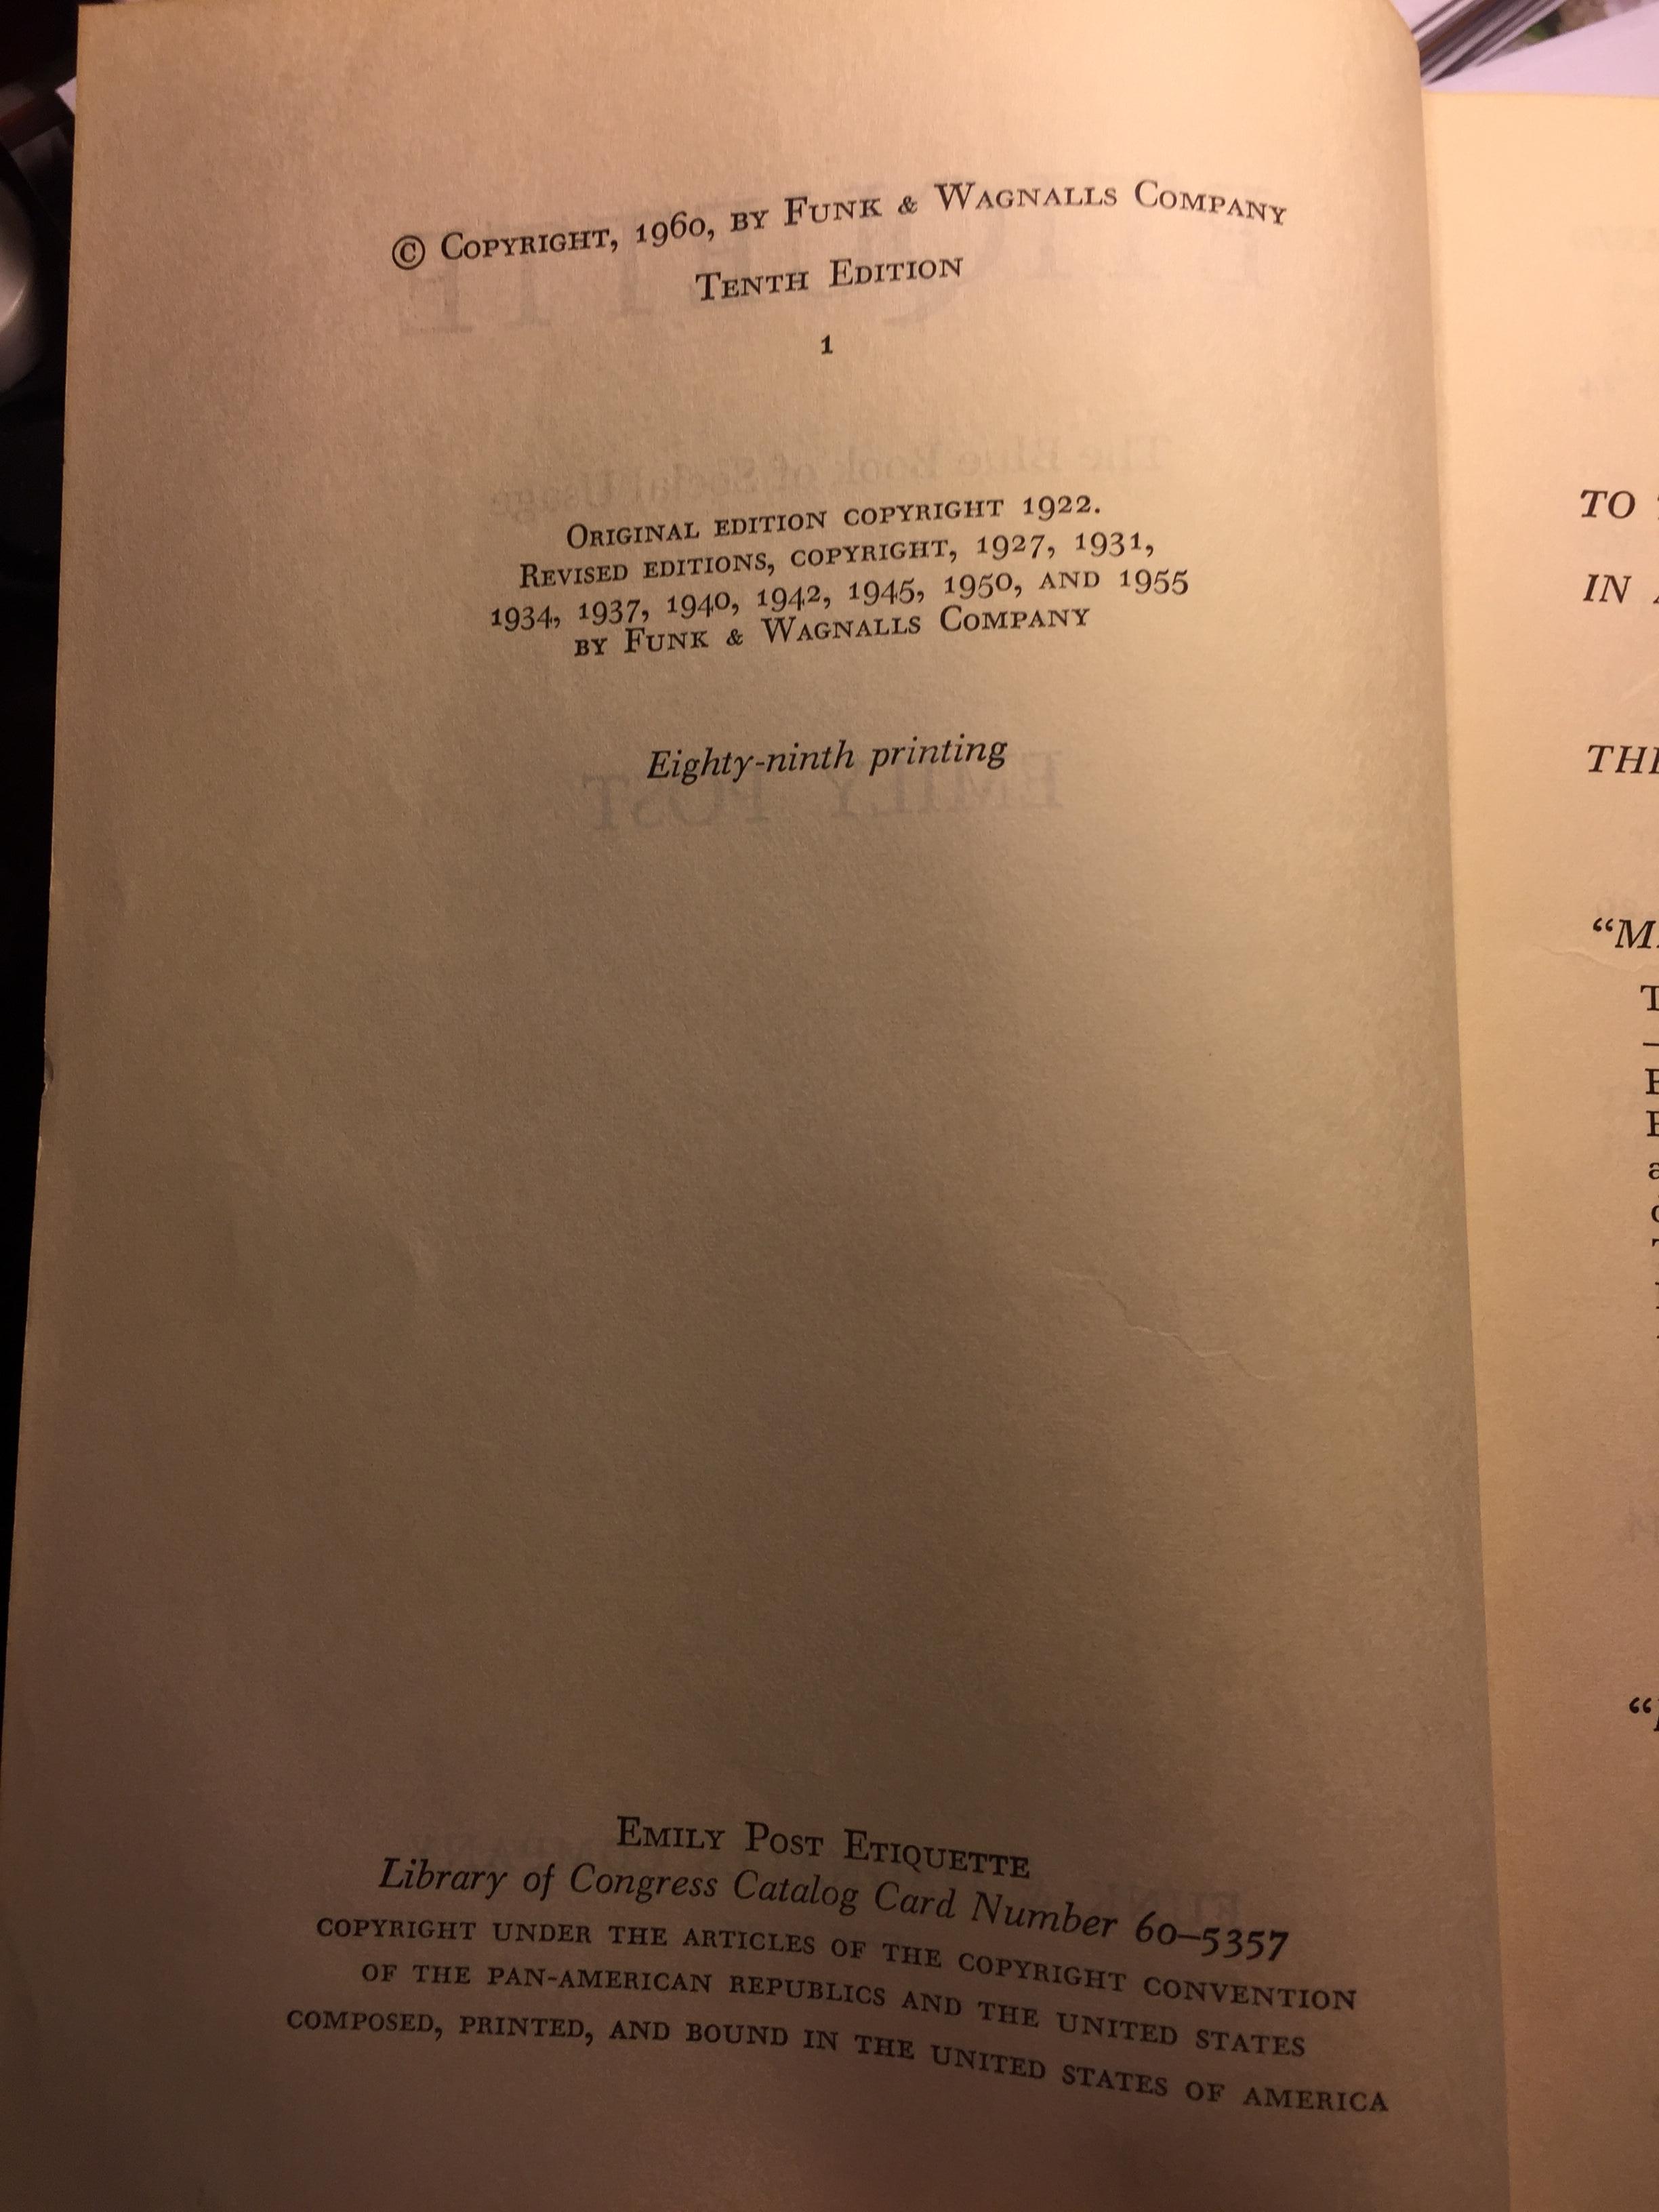 © Copyright, 1960, by Funk & Wagnalls Company
Tenth Edition
1
Original edition copyright 1922.
Revised editions, copyright, 1927, 1931,
1934, 1937, 1940, 1942, 1945, 1950, and 1955
by Funk & Wagnalls Company
Eighty-ninth printing
Emily Post Etiquette
Library of Congress Catalog Card Number 60–5357
COPYRIGHT UNDER THE ARTICLES OF THE COPYRIGHT CONVENTION
OF THE PAN-AMERICAN REPUBLICS AND THE UNITED STATES
COMPOSED, PRINTED, AND BOUND IN THE UNITED STATES OF AMERICA
TO
IN